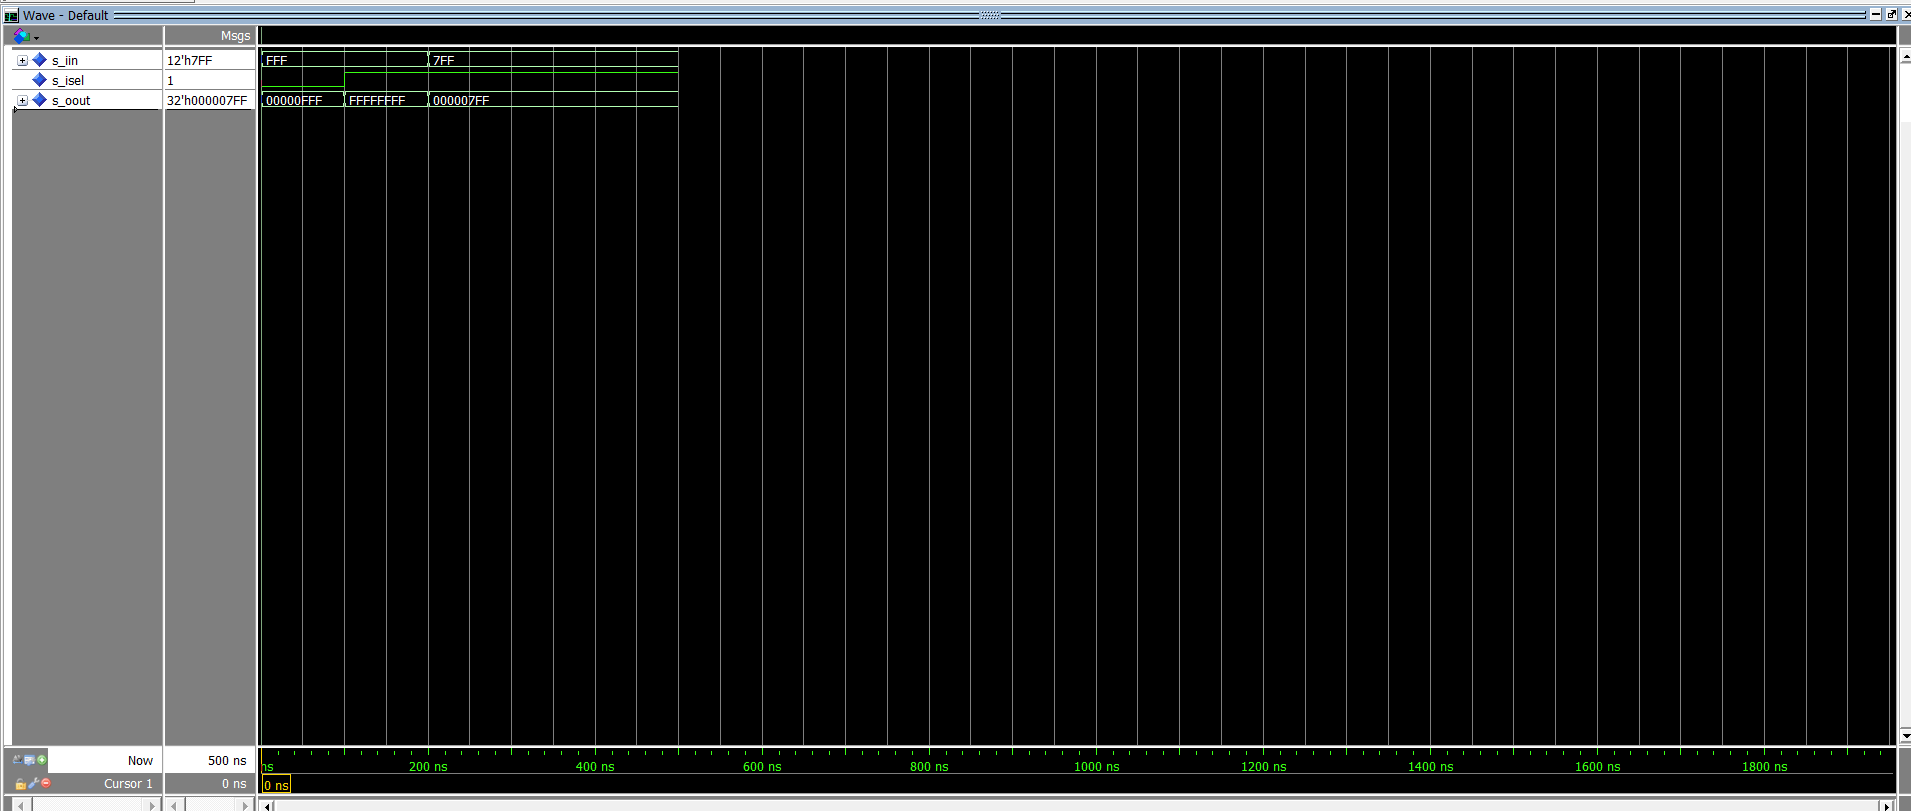 Wave - Default
Msgs
s_iin 12'h7FF FFF 7FF
s_isel 1
s_oout 32'h000007FF 00000FFF FFFFFFFF 000007FF
Now 500 ns ns 200 ns 400 ns 600 ns 800 ns 1000 ns 1200 ns 1400 ns 1600 ns 1800 ns
Cursor 1 0 ns 0 ns